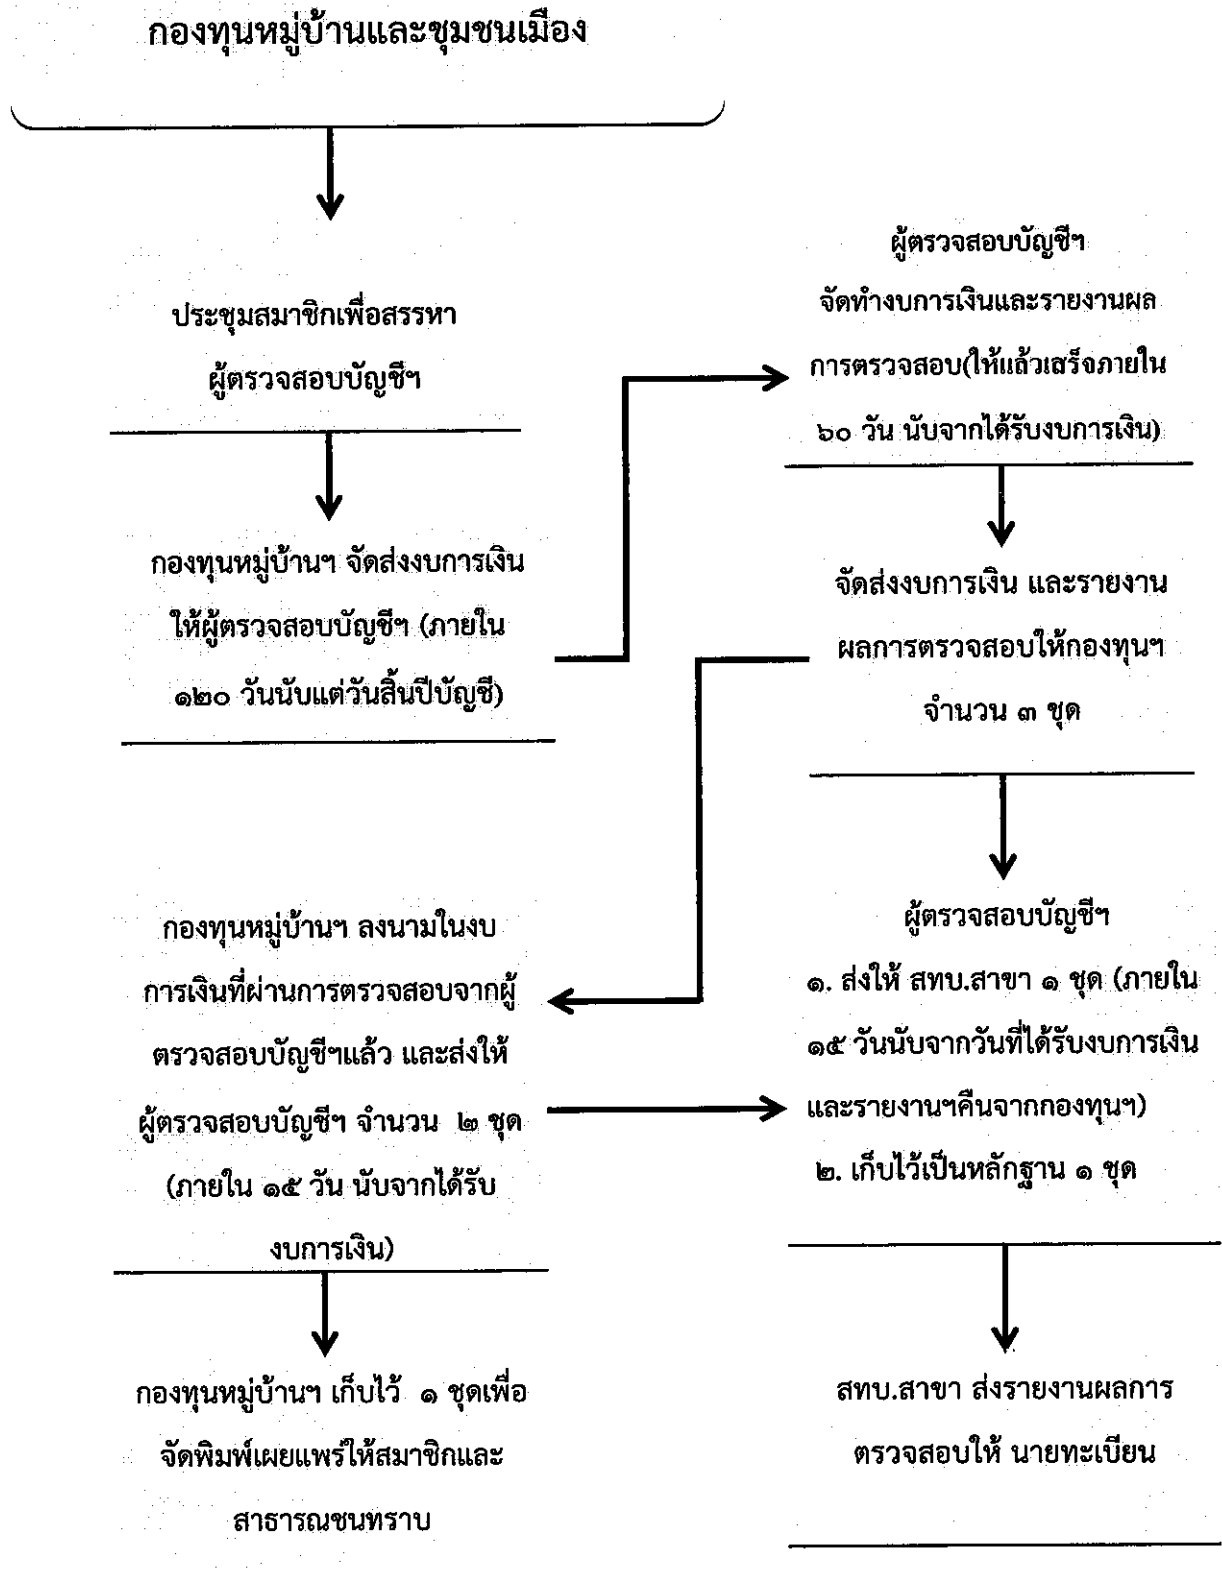 กองทุนหมู่บ้านและชุมชนเมือง
ประชุมสมาชิกเพื่อสรรหา
ผู้ตรวจสอบบัญชีฯ
กองทุนหมู่บ้านฯ จัดส่งงบการเงิน
ให้ผู้ตรวจสอบบัญชีฯ (ภายใน
๑๒๐ วันนับแต่วันสิ้นปีบัญชี)
ผู้ตรวจสอบบัญชีฯ
จัดทำงบการเงินและรายงานผล
การตรวจสอบ(ให้แล้วเสร็จภายใน
๖๐ วัน นับจากได้รับงบการเงิน)
จัดส่งงบการเงิน และรายงาน
ผลการตรวจสอบให้กองทุนฯ
จำนวน ๓ ชุด
กองทุนหมู่บ้านฯ ลงนามในงบ
การเงินที่ผ่านการตรวจสอบจากผู้
ตรวจสอบบัญชีฯแล้ว และส่งให้
ผู้ตรวจสอบบัญชีฯ จำนวน ๒ ชุด
(ภายใน ๑๕ วัน นับจากได้รับ
งบการเงิน)
ผู้ตรวจสอบบัญชีฯ
๑. ส่งให้ สทบ.สาขา ๑ ชุด (ภายใน
๑๕ วันนับจากวันที่ได้รับงบการเงิน
และรายงานฯคืนจากกองทุนฯ)
๒. เก็บไว้เป็นหลักฐาน ๑ ชุด
กองทุนหมู่บ้านฯ เก็บไว้ ๑ ชุดเพื่อ
จัดพิมพ์เผยแพร่ให้สมาชิกและ
สาธารณชนทราบ
สทบ.สาขา ส่งรายงานผลการ
ตรวจสอบให้ นายทะเบียน